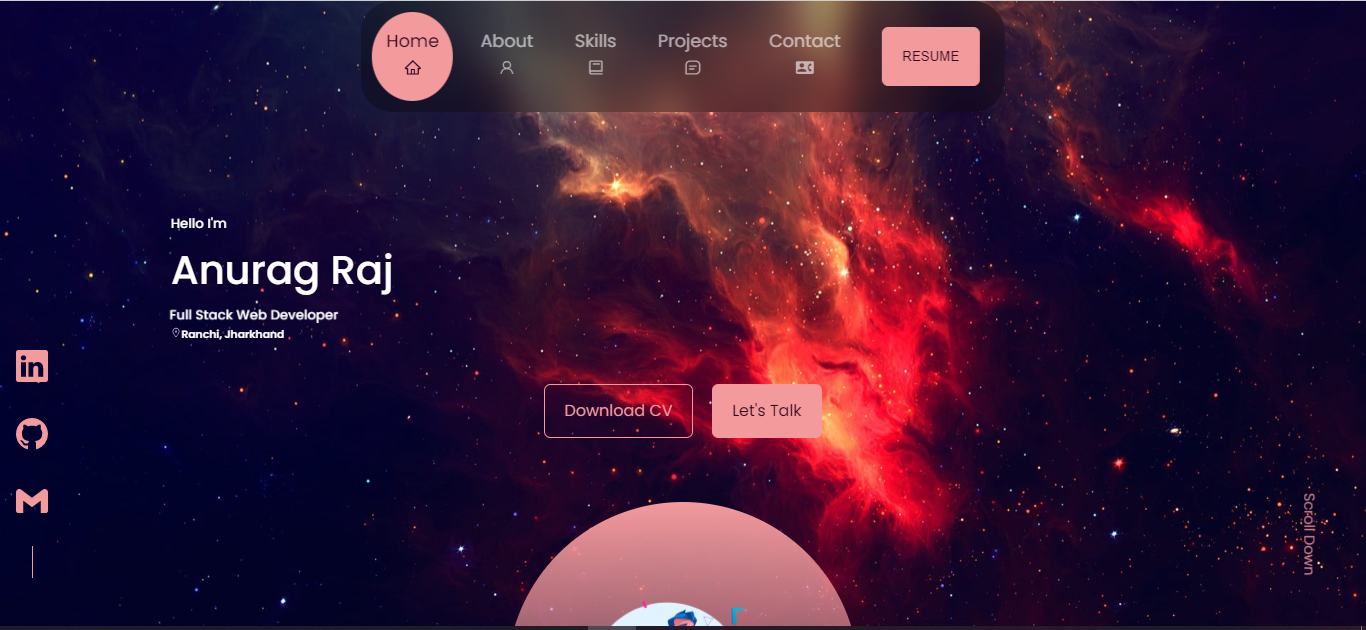 Home
About
Skills
Projects
Contact
RESUME
Hello I'm
Anurag Raj
Full Stack Web Developer
Ranchi, Jharkhand
in
Download CV
Let's Talk
Scroll Down